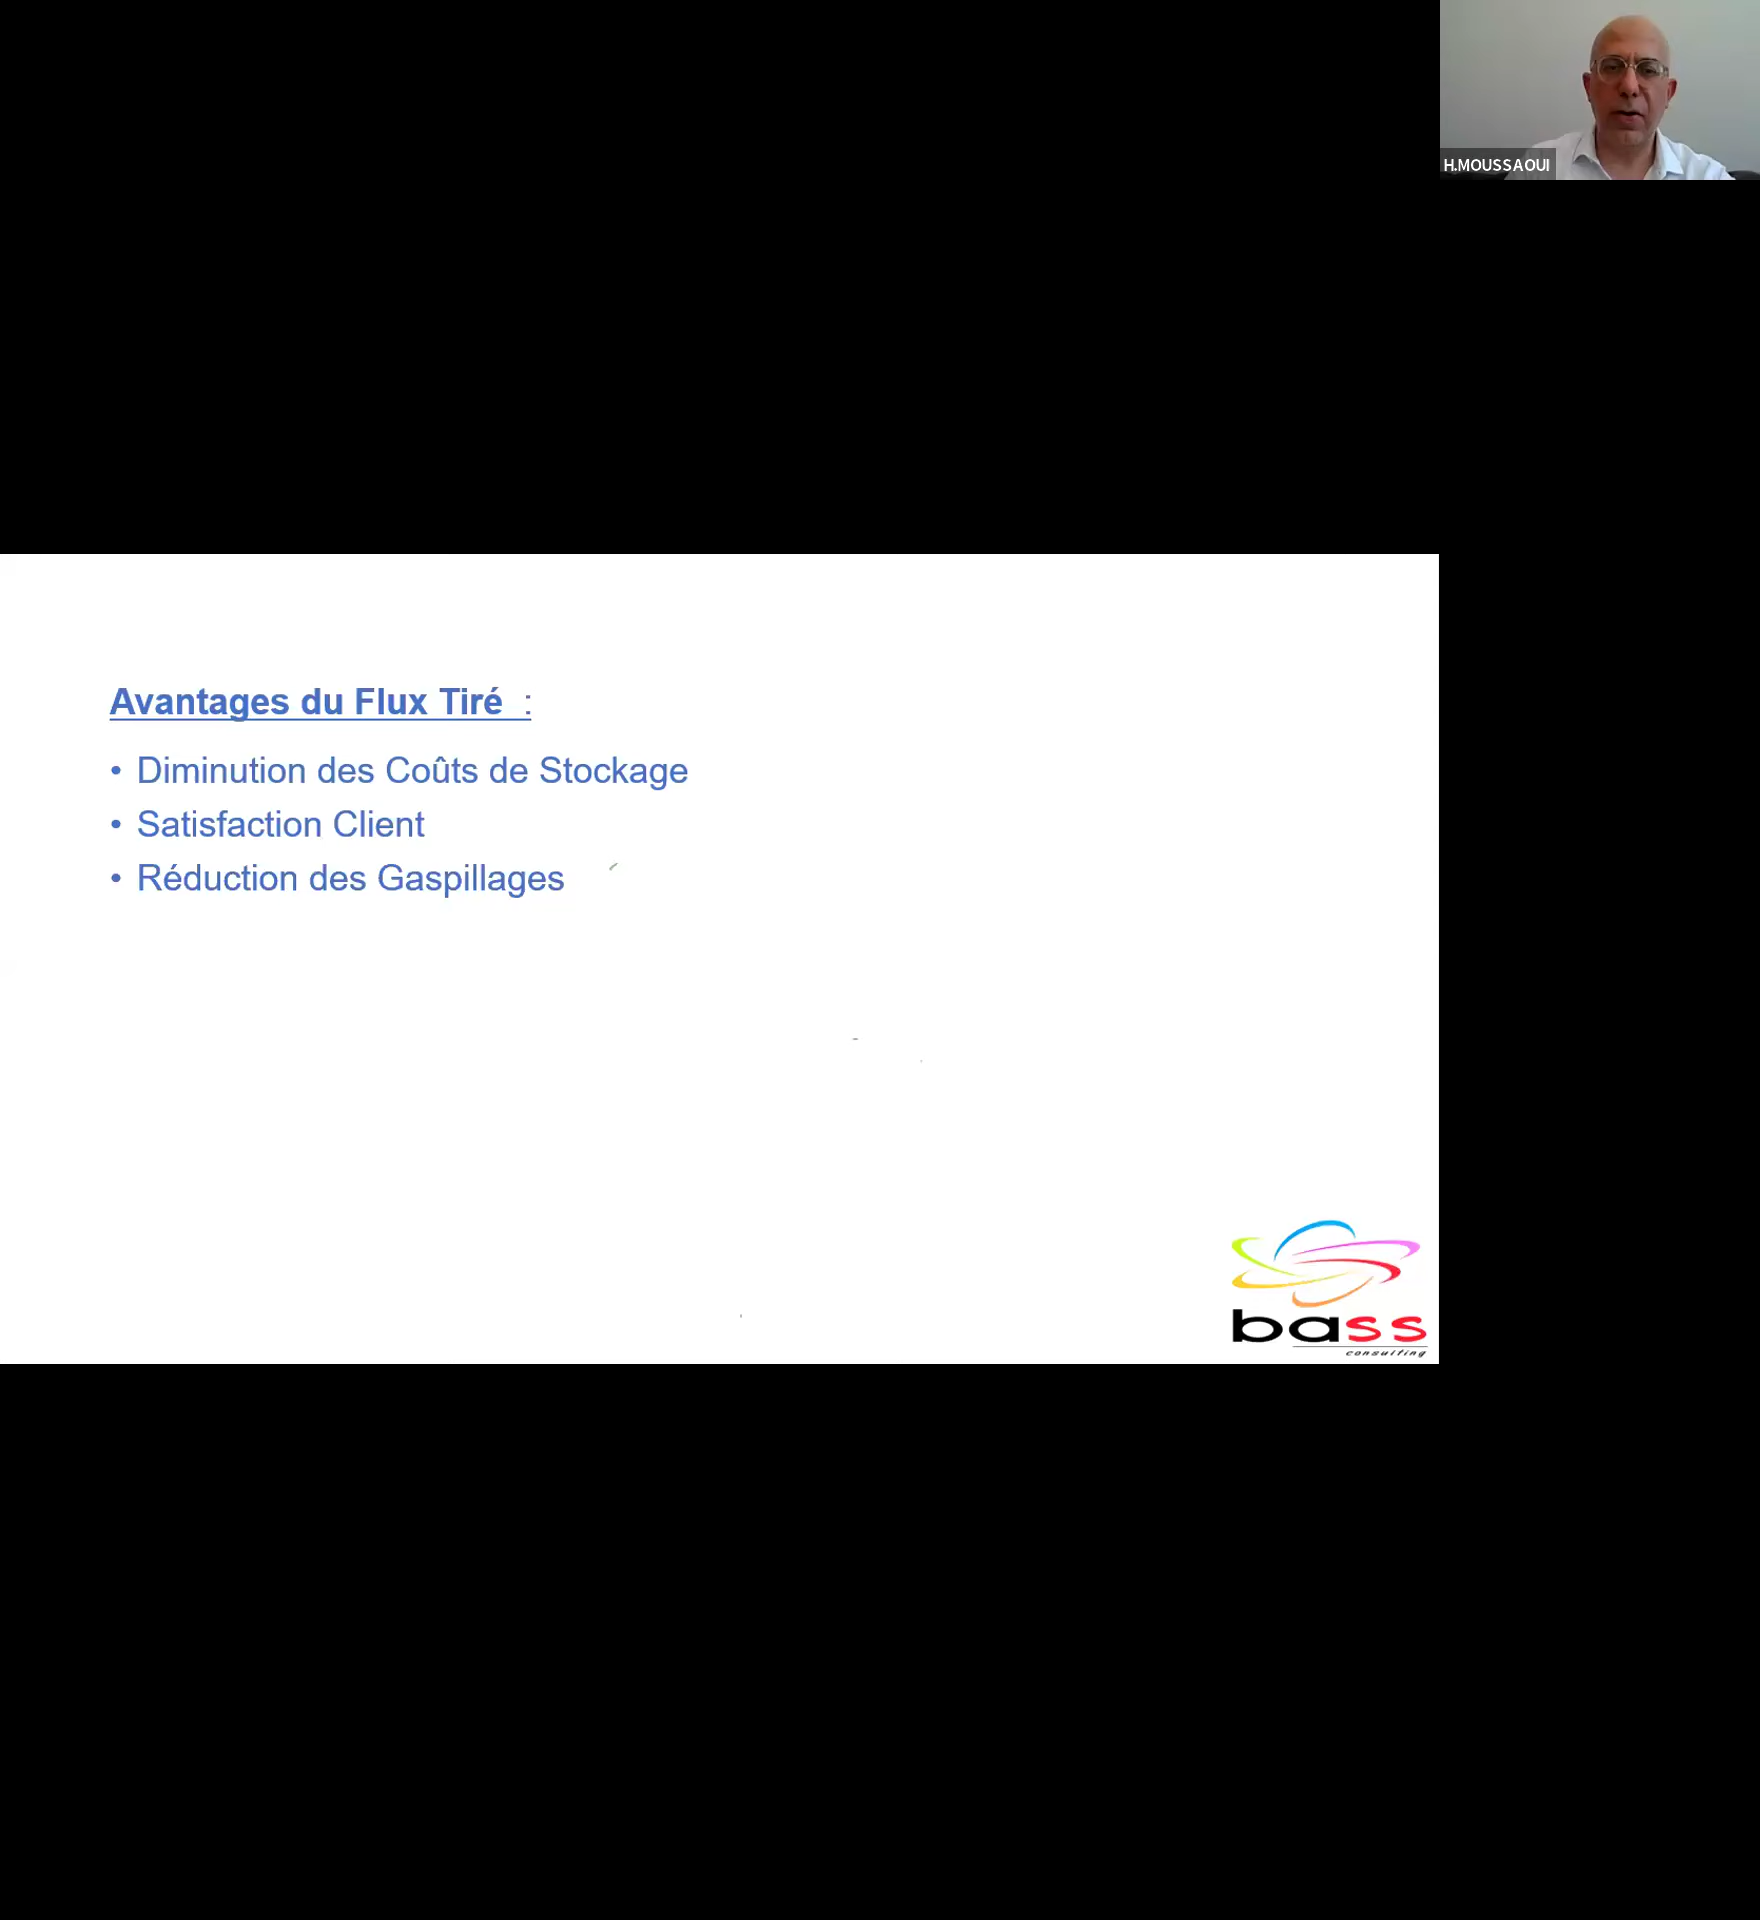 H.MOUSSAOUI
Avantages du Flux Tiré :
• Diminution des Coûts de Stockage
• Satisfaction Client
• Réduction des Gaspillages
bass
consulting